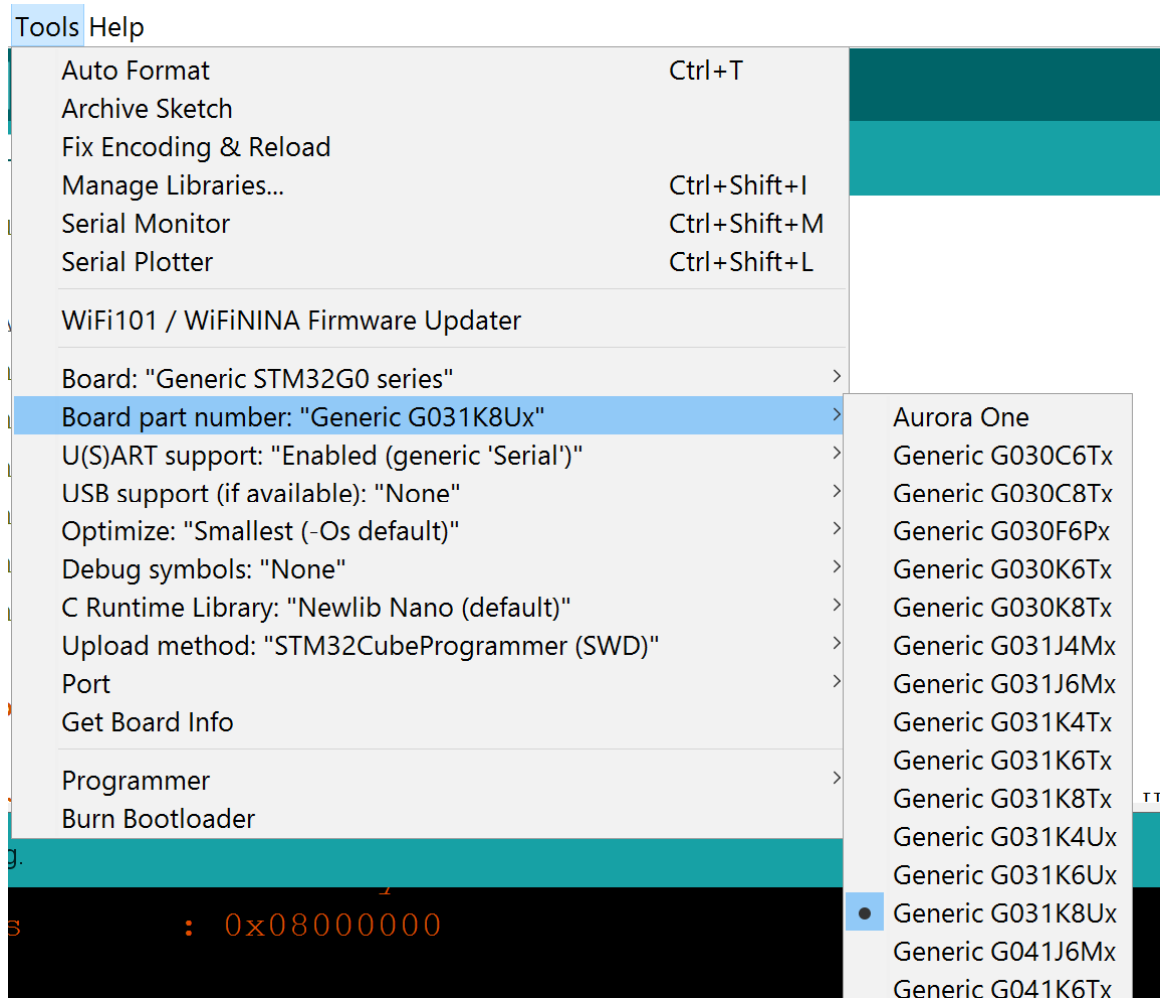 Tools Help
Auto Format Ctrl+T
Archive Sketch
Fix Encoding & Reload
Manage Libraries... Ctrl+Shift+I
Serial Monitor Ctrl+Shift+M
Serial Plotter Ctrl+Shift+L
WiFi101 / WiFiNINA Firmware Updater
Board: "Generic STM32G0 series"
Board part number: "Generic G031K8Ux"
U(S)ART support: "Enabled (generic 'Serial')"
USB support (if available): "None"
Optimize: "Smallest (-Os default)"
Debug symbols: "None"
C Runtime Library: "Newlib Nano (default)"
Upload method: "STM32CubeProgrammer (SWD)"
Port
Get Board Info
Programmer
Burn Bootloader
Aurora One
Generic G030C6Tx
Generic G030C8Tx
Generic G030F6Px
Generic G030K6Tx
Generic G030K8Tx
Generic G031J4Mx
Generic G031J6Mx
Generic G031K4Tx
Generic G031K6Tx
Generic G031K8Tx
Generic G031K4Ux
Generic G031K6Ux
Generic G031K8Ux
Generic G041J6Mx
Generic G041K6Tx
g.
s : 0x08000000